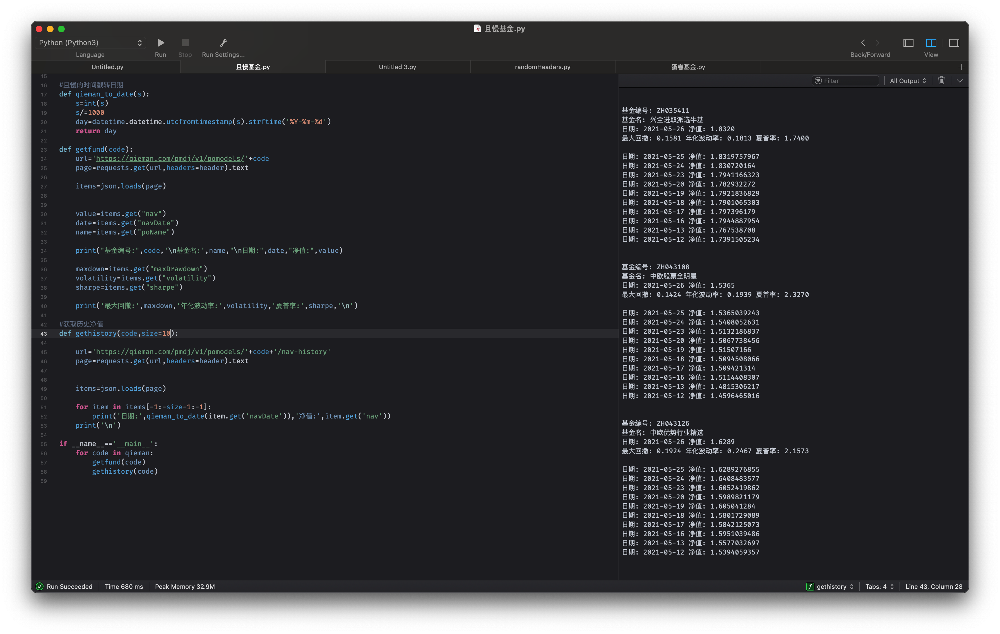 且慢基金.py
Python (Python3)
Language
Run
Stop
Run Settings...
Back/Forward
View
Untitled.py
且慢基金.py
Untitled 3.py
randomHeaders.py
蛋卷基金.py
15
16 #且慢的时间戳转日期
17 def qieman_to_date(s):
18     s=int(s)
19     s/=1000
20     day=datetime.datetime.utcfromtimestamp(s).strftime('%Y-%m-%d')
21     return day
22
23 def getfund(code):
24     url='https://qieman.com/pmdj/v1/pomodels/'+code
25     page=requests.get(url,headers=header).text
26
27     items=json.loads(page)
28
29
30     value=items.get("nav")
31     date=items.get("navDate")
32     name=items.get("poName")
33
34     print("基金编号:",code,'\n基金名:',name,"\n日期:",date,"净值:",value)
35
36     maxdown=items.get("maxDrawdown")
37     volatility=items.get("volatility")
38     sharpe=items.get("sharpe")
39
40     print('最大回撤:',maxdown,'年化波动率:',volatility,'夏普率:',sharpe,'\n')
41
42 #获取历史净值
43 def gethistory(code,size=10):
44
45     url='https://qieman.com/pmdj/v1/pomodels/'+code+'/nav-history'
46     page=requests.get(url,headers=header).text
47
48
49     items=json.loads(page)
50
51     for item in items[-1:-size-1:-1]:
52         print('日期:',qieman_to_date(item.get('navDate')),'净值:',item.get('nav'))
53     print('\n')
54
55 if __name__=='__main__':
56     for code in qieman:
57         getfund(code)
58         gethistory(code)
59
Filter
All Output
基金编号: ZH035411
基金名: 兴全进取派选牛基
日期: 2021-05-26 净值: 1.8320
最大回撤: 0.1581 年化波动率: 0.1813 夏普率: 1.7400
日期: 2021-05-25 净值: 1.8319757967
日期: 2021-05-24 净值: 1.830720164
日期: 2021-05-23 净值: 1.7941166323
日期: 2021-05-20 净值: 1.782932272
日期: 2021-05-19 净值: 1.7921836829
日期: 2021-05-18 净值: 1.7901065303
日期: 2021-05-17 净值: 1.797396179
日期: 2021-05-16 净值: 1.7944887954
日期: 2021-05-13 净值: 1.767538708
日期: 2021-05-12 净值: 1.7391505234
基金编号: ZH043108
基金名: 中欧股票全明星
日期: 2021-05-26 净值: 1.5365
最大回撤: 0.1424 年化波动率: 0.1939 夏普率: 2.3270
日期: 2021-05-25 净值: 1.5365039243
日期: 2021-05-24 净值: 1.5408052631
日期: 2021-05-23 净值: 1.5132186837
日期: 2021-05-20 净值: 1.5067738456
日期: 2021-05-19 净值: 1.51507166
日期: 2021-05-18 净值: 1.5094508066
日期: 2021-05-17 净值: 1.509421314
日期: 2021-05-16 净值: 1.5114408307
日期: 2021-05-13 净值: 1.4815306217
日期: 2021-05-12 净值: 1.4596465016
基金编号: ZH043126
基金名: 中欧优势行业精选
日期: 2021-05-26 净值: 1.6289
最大回撤: 0.1924 年化波动率: 0.2467 夏普率: 2.1573
日期: 2021-05-25 净值: 1.6289276855
日期: 2021-05-24 净值: 1.6408483577
日期: 2021-05-23 净值: 1.6052419862
日期: 2021-05-20 净值: 1.5989821179
日期: 2021-05-19 净值: 1.605041284
日期: 2021-05-18 净值: 1.5801729089
日期: 2021-05-17 净值: 1.5842125073
日期: 2021-05-16 净值: 1.5951039486
日期: 2021-05-13 净值: 1.5577032697
日期: 2021-05-12 净值: 1.5394059357
Run Succeeded
Time 680 ms
Peak Memory 32.9M
gethistory
Tabs: 4
Line 43, Column 28